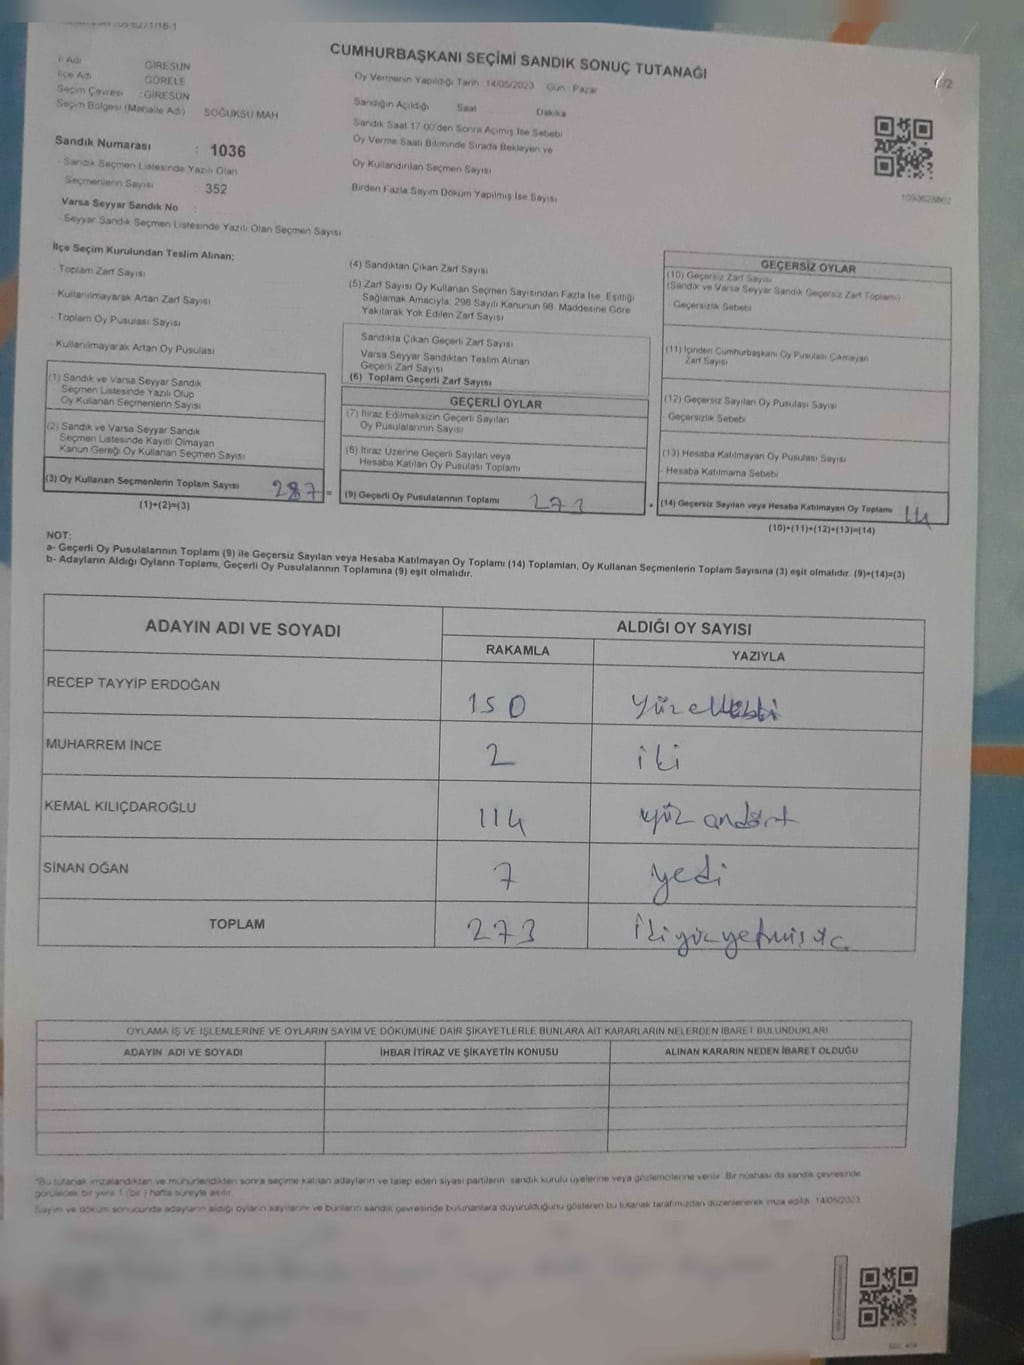 CUMHURBAŞKANI SEÇİMİ SANDIK SONUÇ TUTANAĞI
İl Adı GİRESUN
İlçe Adı GÖRELE
Seçim Çevresi : GİRESUN
Seçim Bölgesi (Mahalle Adı) SOĞUKSU MAH
Oy Vermenin Yapıldığı Tarih : 14/05/2023 Gün : Pazar
Sandığın Açıldığı Saat Dakika
Sandık Saat 17:00'den Sonra Açılmış İse Sebebi
Oy Verme Saati Bitiminde Sırada Bekleyen ve
Oy Kullandırılan Seçmen Sayısı
Birden Fazla Sayım Döküm Yapılmış İse Sayısı
Sandık Numarası : 1036
- Sandık Seçmen Listesinde Yazılı Olan
Seçmenlerin Sayısı : 352
Varsa Seyyar Sandık No
- Seyyar Sandık Seçmen Listesinde Yazılı Olan Seçmen Sayısı
İlçe Seçim Kurulundan Teslim Alınan;
Toplam Zarf Sayısı
Kullanılmayarak Artan Zarf Sayısı
- Toplam Oy Pusulası Sayısı
- Kullanılmayarak Artan Oy Pusulası
(1) Sandık ve Varsa Seyyar Sandık
Seçmen Listesinde Yazılı Olup
Oy Kullanan Seçmenlerin Sayısı
(2) Sandık ve Varsa Seyyar Sandık
Seçmen Listesinde Kayıtlı Olmayan
Kanun Gereği Oy Kullanan Seçmen Sayısı
(3) Oy Kullanan Seçmenlerin Toplam Sayısı 287 =
(1)+(2)=(3)
(4) Sandıktan Çıkan Zarf Sayısı
(5) Zarf Sayısı Oy Kullanan Seçmen Sayısından Fazla İse, Eşitliği
Sağlamak Amacıyla, 298 Sayılı Kanunun 98. Maddesine Göre
Yakılarak Yok Edilen Zarf Sayısı
Sandıkta Çıkan Geçerli Zarf Sayısı
Varsa Seyyar Sandıktan Teslim Alınan
Geçerli Zarf Sayısı
(6) Toplam Geçerli Zarf Sayısı
GEÇERLİ OYLAR
(7) İtiraz Edilmeksizin Geçerli Sayılan
Oy Pusulalarının Sayısı
(8) İtiraz Üzerine Geçerli Sayılan veya
Hesaba Katılan Oy Pusulası Toplamı
(9) Geçerli Oy Pusulalarının Toplamı 273 +
GEÇERSİZ OYLAR
(10) Geçersiz Zarf Sayısı
(Sandık ve Varsa Seyyar Sandık Geçersiz Zarf Toplamı)
Geçersizlik Sebebi
(11) İçinden Cumhurbaşkanı Oy Pusulası Çıkmayan
Zarf Sayısı
(12) Geçersiz Sayılan Oy Pusulası Sayısı
- Geçersizlik Sebebi
(13) Hesaba Katılmayan Oy Pusulası Sayısı
- Hesaba Katılmama Sebebi
(14) Geçersiz Sayılan veya Hesaba Katılmayan Oy Toplamı 14
(10)+(11)+(12)+(13)=(14)
NOT:
a- Geçerli Oy Pusulalarının Toplamı (9) ile Geçersiz Sayılan veya Hesaba Katılmayan Oy Toplamı (14) Toplamları, Oy Kullanan Seçmenlerin Toplam Sayısına (3) eşit olmalıdır. (9)+(14)=(3)
b- Adayların Aldığı Oyların Toplamı, Geçerli Oy Pusulalarının Toplamına (9) eşit olmalıdır.
ADAYIN ADI VE SOYADI ALDIĞI OY SAYISI
RAKAMLA YAZIYLA
RECEP TAYYİP ERDOĞAN 150
MUHARREM İNCE 2 iki
KEMAL KILIÇDAROĞLU 114 yüz ondört
SİNAN OĞAN 7 yedi
TOPLAM 273 ikiyüzyetmişüç
OYLAMA İŞ VE İŞLEMLERİNE VE OYLARIN SAYIM VE DÖKÜMÜNE DAİR ŞİKAYETLERLE BUNLARA AİT KARARLARIN NELERDEN İBARET BULUNDUKLARI
ADAYIN ADI VE SOYADI İHBAR İTİRAZ VE ŞİKAYETİN KONUSU ALINAN KARARIN NEDEN İBARET OLDUĞU
*Bu tutanak imzalandıktan ve mühürlendikten sonra seçime katılan adayların ve talep eden siyasi partilerin sandık kurulu üyelerine veya gözlemcilerine verilir. Bir nüshası da sandık çevresinde
görülecek bir yere 1 (bir) hafta süreyle asılır.
Sayım ve döküm sonucunda adayların aldığı oyların sayılarını ve bunların sandık çevresinde bulunanlara duyurulduğunu gösteren bu tutanak tarafımızdan düzenlenerek imza edildi. 14/05/2023